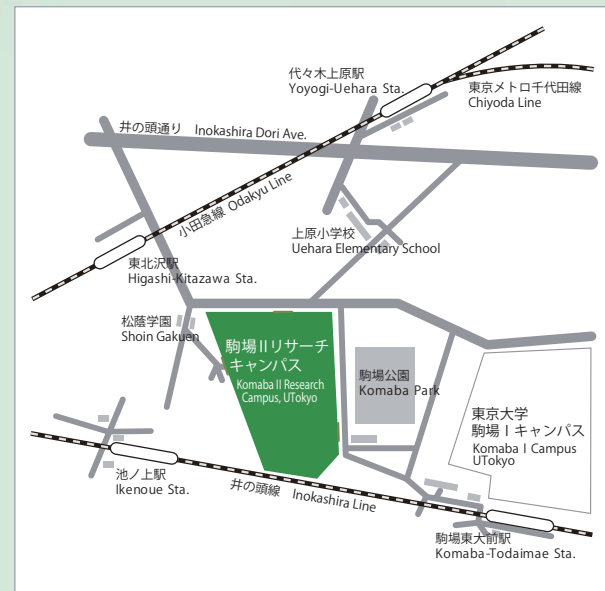 代々木上原駅
Yoyogi-Uehara Sta.
東京メトロ千代田線
Chiyoda Line
井の頭通り Inokashira Dori Ave.
小田急線 Odakyu Line
上原小学校
Uehara Elementary School
東北沢駅
Higashi-Kitazawa Sta.
松蔭学園
Shoin Gakuen
駒場IIリサーチ
キャンパス
Komaba II Research
Campus, UTokyo
駒場公園
Komaba Park
東京大学
駒場Iキャンパス
Komaba I Campus
UTokyo
池ノ上駅
Ikenoue Sta.
井の頭線 Inokashira Line
駒場東大前駅
Komaba-Todaimae Sta.